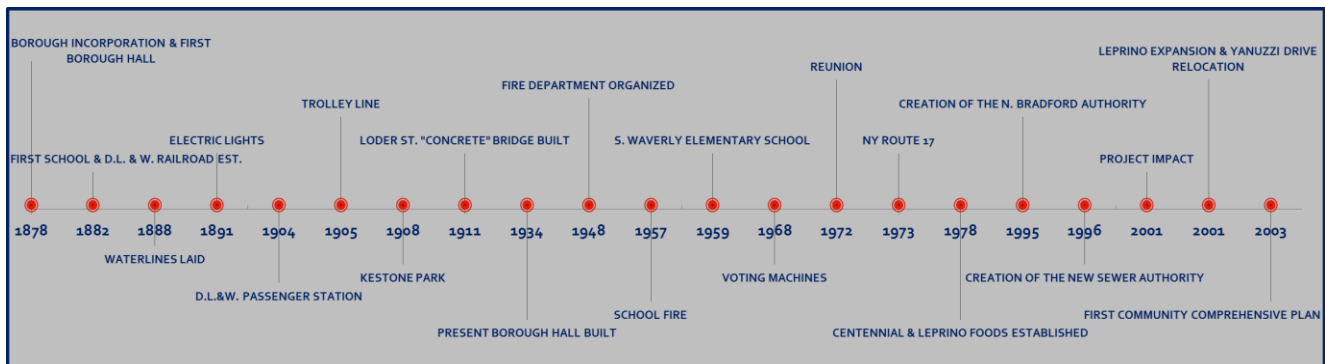 BOROUGH INCORPORATION & FIRST
BOROUGH HALL
LEPRINO EXPANSION & YANUZZI DRIVE
RELOCATION
REUNION
FIRE DEPARTMENT ORGANIZED
TROLLEY LINE
CREATION OF THE N. BRADFORD AUTHORITY
ELECTRIC LIGHTS
LODER ST. "CONCRETE" BRIDGE BUILT
S. WAVERLY ELEMENTARY SCHOOL
NY ROUTE 17
FIRST SCHOOL & D.L. & W. RAILROAD EST.
PROJECT IMPACT
1878 1882 1888 1891 1904 1905 1908 1911 1934 1948 1957 1959 1968 1972 1973 1978 1995 1996 2001 2001 2003
WATERLINES LAID
KESTONE PARK
VOTING MACHINES
CREATION OF THE NEW SEWER AUTHORITY
D.L.&W. PASSENGER STATION
SCHOOL FIRE
FIRST COMMUNITY COMPREHENSIVE PLAN
PRESENT BOROUGH HALL BUILT
CENTENNIAL & LEPRINO FOODS ESTABLISHED